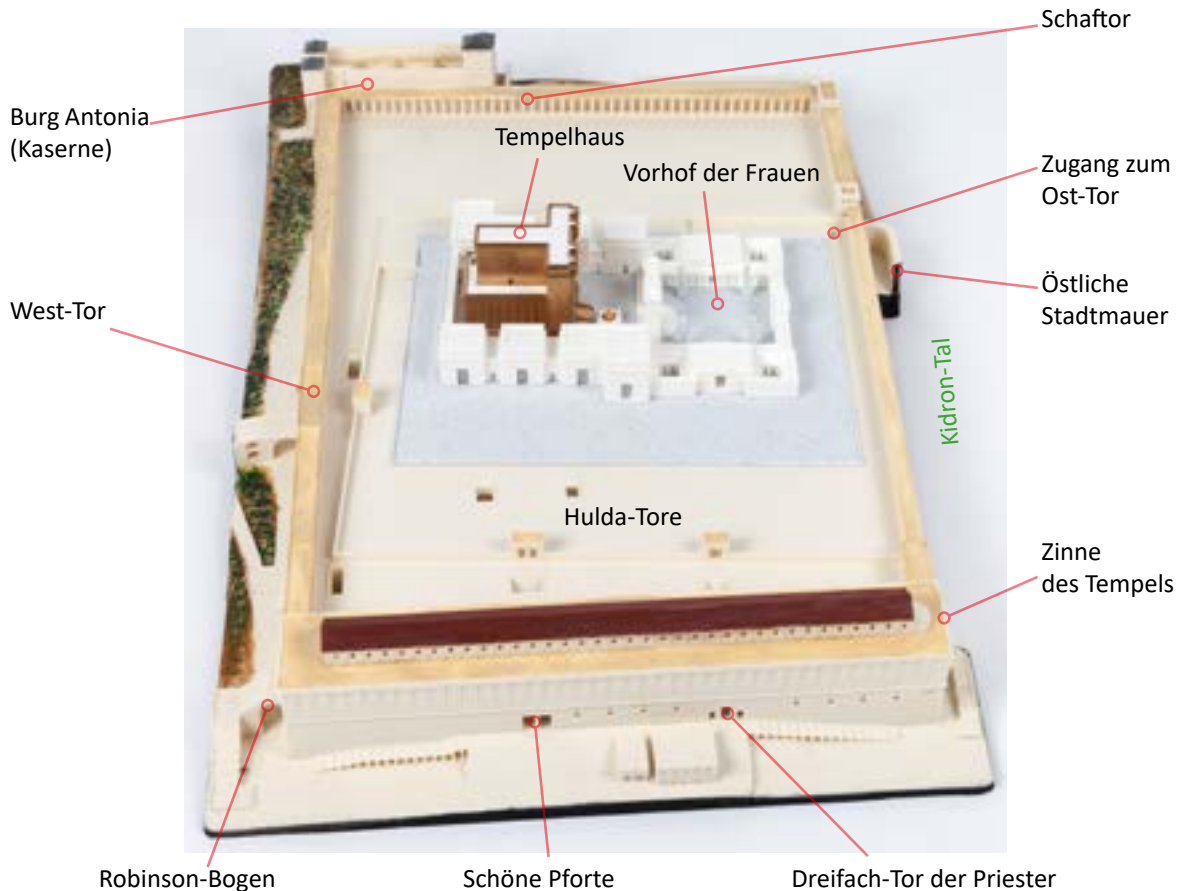 Schaftor
Burg Antonia
(Kaserne)
Tempelhaus
Vorhof der Frauen
Zugang zum
Ost-Tor
Östliche
Stadtmauer
West-Tor
Kidron-Tal
Hulda-Tore
Zinne
des Tempels
Robinson-Bogen
Schöne Pforte
Dreifach-Tor der Priester